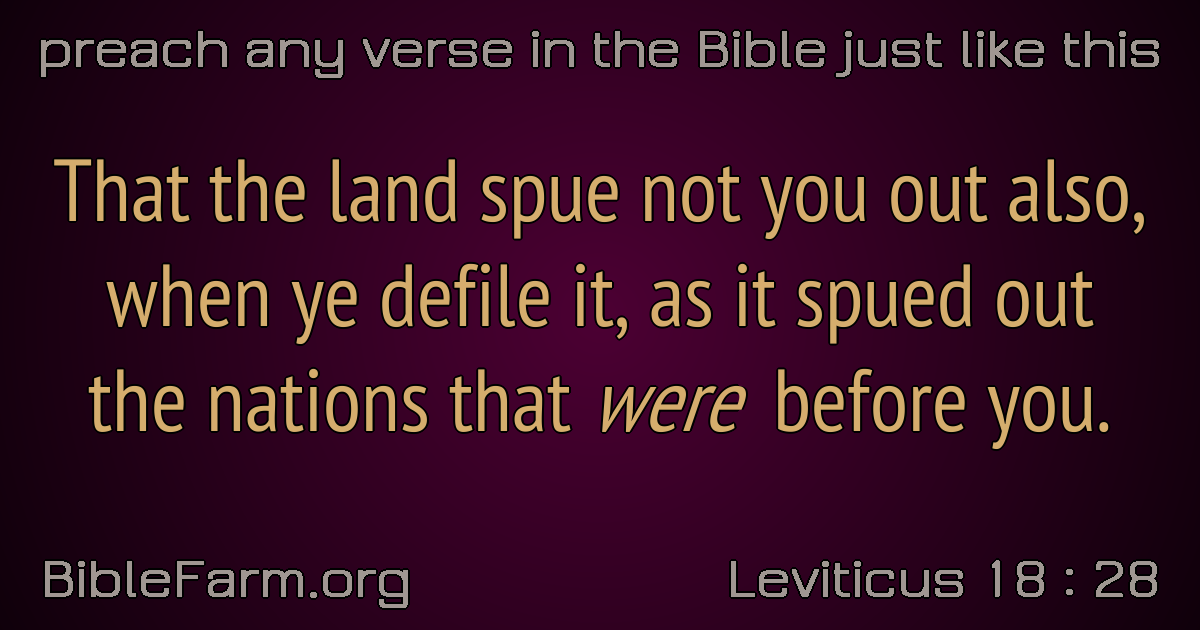 preach any verse in the Bible just like this
That the land spue not you out also,
when ye defile it, as it spued out
the nations that were before you.
BibleFarm.org
Leviticus 18 : 28